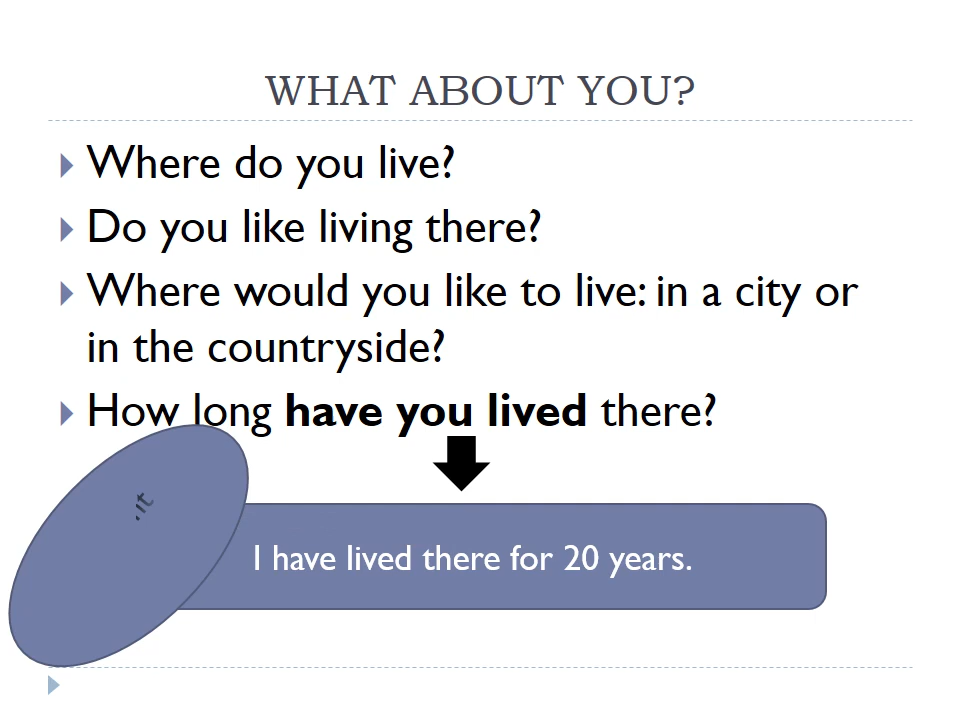 WHAT ABOUT YOU?
Where do you live?
Do you like living there?
Where would you like to live: in a city or
in the countryside?
How long have you lived there?
I have lived there for 20 years.